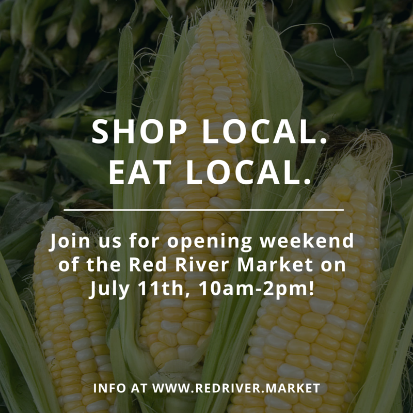 SHOP LOCAL.
EAT LOCAL.
Join us for opening weekend
of the Red River Market on
July 11th, 10am-2pm!
INFO AT WWW.REDRIVER.MARKET